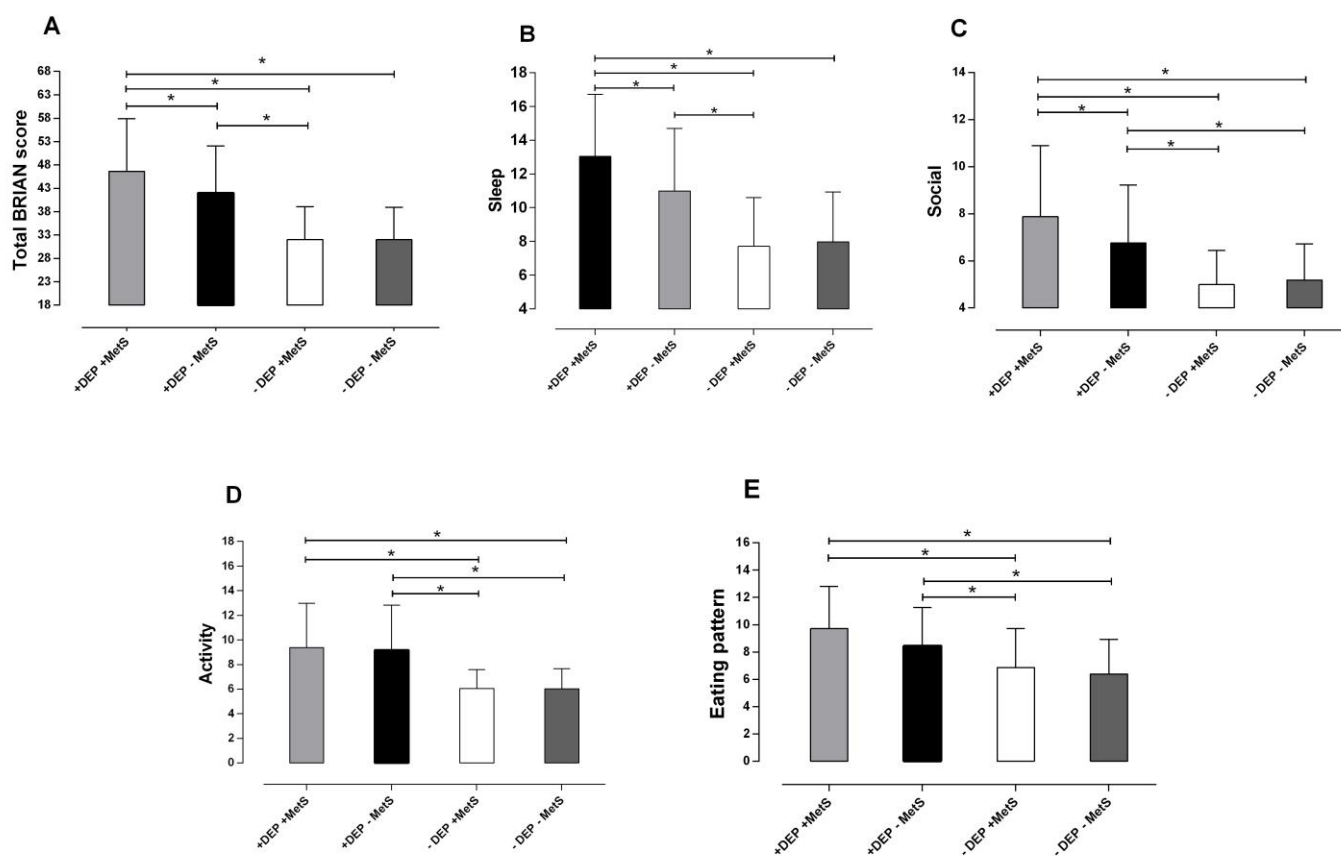 A
Total BRIAN score
68
63
58
53
48
43
38
33
28
23
18
*
*
*
*
+DEP +MetS
+DEP - MetS
- DEP +MetS
- DEP - MetS
B
Sleep
18
16
14
12
10
8
6
4
*
*
*
*
+DEP +MetS
+DEP - MetS
- DEP +MetS
- DEP - MetS
C
Social
14
12
10
8
6
4
*
*
*
*
*
+DEP +MetS
+DEP - MetS
- DEP +MetS
- DEP - MetS
D
Activity
18
16
14
12
10
8
6
4
2
0
*
*
*
*
+DEP +MetS
+DEP - MetS
- DEP +MetS
- DEP - MetS
E
Eating pattern
16
14
12
10
8
6
4
2
0
*
*
*
*
+DEP +MetS
+DEP - MetS
- DEP +MetS
- DEP - MetS